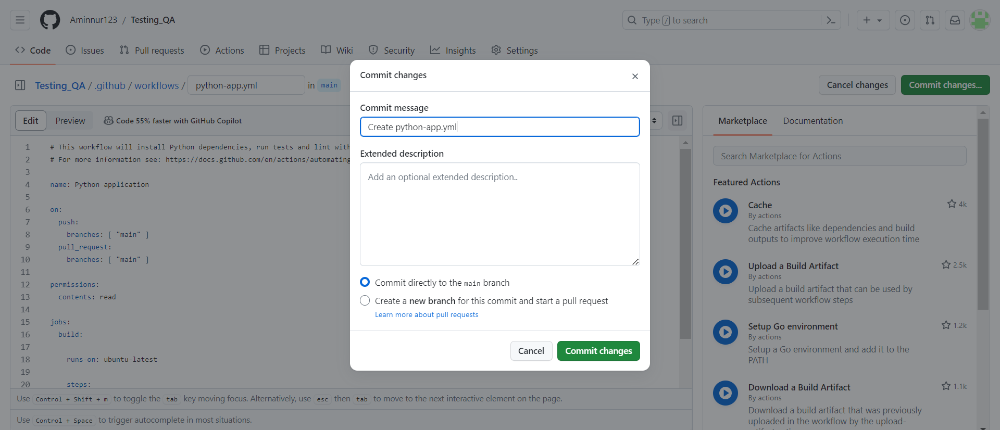 Aminnur123 / Testing_QA
Type / to search
Code
Issues
Pull requests
Actions
Projects
Wiki
Security
Insights
Settings
Testing_QA / .github / workflows / python-app.yml in main
Cancel changes
Commit changes...
Edit
Preview
Code 55% faster with GitHub Copilot
1 # This workflow will install Python dependencies, run tests and lint with
2 # For more information see: https://docs.github.com/en/actions/automating
3
4 name: Python application
5
6 on:
7 push:
8 branches: [ "main" ]
9 pull_request:
10 branches: [ "main" ]
11
12 permissions:
13 contents: read
14
15 jobs:
16 build:
17
18 runs-on: ubuntu-latest
19
20 steps:
Use Control + Shift + m to toggle the tab key moving focus. Alternatively, use esc then tab to move to the next interactive element on the page.
Use Control + Space to trigger autocomplete in most situations.
Commit changes
Commit message
Create python-app.yml
Extended description
Add an optional extended description..
Commit directly to the main branch
Create a new branch for this commit and start a pull request
Learn more about pull requests
Cancel
Commit changes
Marketplace
Documentation
Search Marketplace for Actions
Featured Actions
Cache
4k
By actions
Cache artifacts like dependencies and build
outputs to improve workflow execution time
Upload a Build Artifact
2.5k
By actions
Upload a build artifact that can be used by
subsequent workflow steps
Setup Go environment
1.2k
By actions
Setup a Go environment and add it to the
PATH
Download a Build Artifact
1.1k
By actions
Download a build artifact that was previously
uploaded in the workflow by the upload-